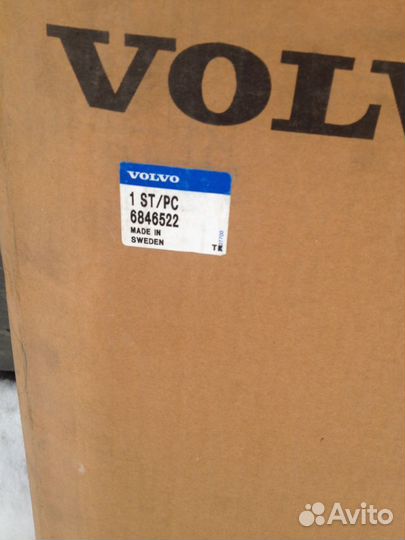 VOLV
VOLVO
1 ST/PC
6846522
MADE IN
SWEDEN
TK
Avito